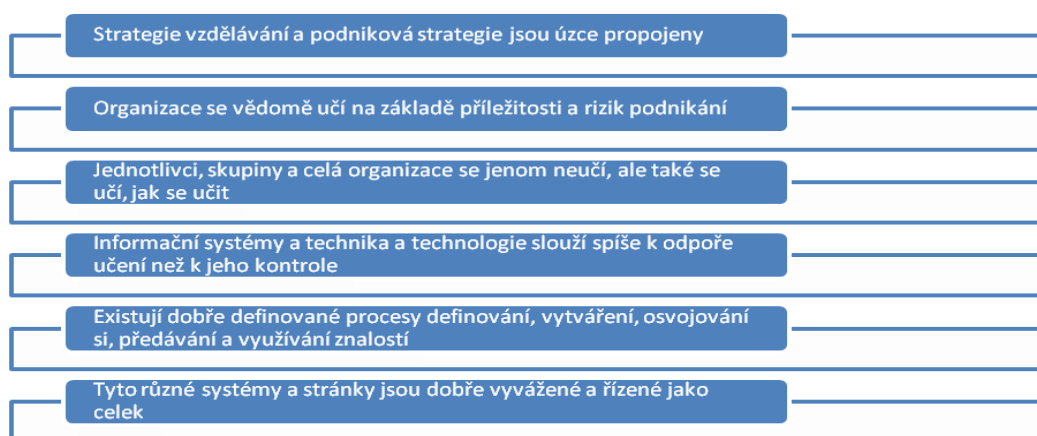 Strategie vzdělávání a podniková strategie jsou úzce propojeny
Organizace se vědomě učí na základě příležitosti a rizik podnikání
Jednotlivci, skupiny a celá organizace se jenom neučí, ale také se
učí, jak se učit
Informační systémy a technika a technologie slouží spíše k odpoře
učení než k jeho kontrole
Existují dobře definované procesy definování, vytváření, osvojování
si, předávání a využívání znalostí
Tyto různé systémy a stránky jsou dobře vyvážené a řízené jako
celek